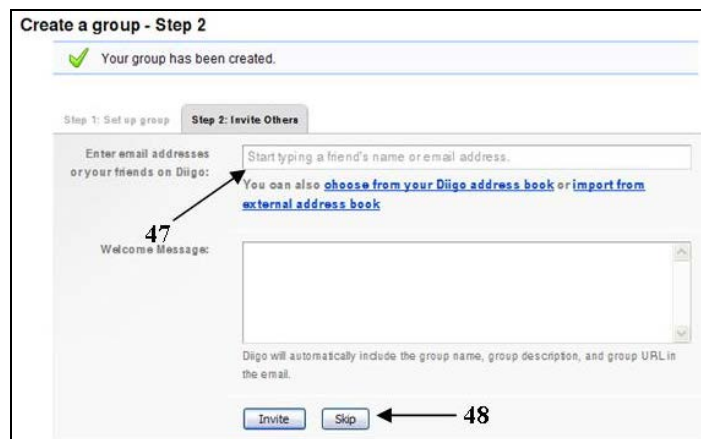 Create a group - Step 2
Your group has been created.
Step 1: Set up group Step 2: Invite Others
Enter email addresses or your friends on Diigo:
Start typing a friend's name or email address.
You can also choose from your Diigo address book or import from
external address book
47
Welcome Message:
Diigo will automatically include the group name, group description, and group URL in
the email.
Invite Skip 48